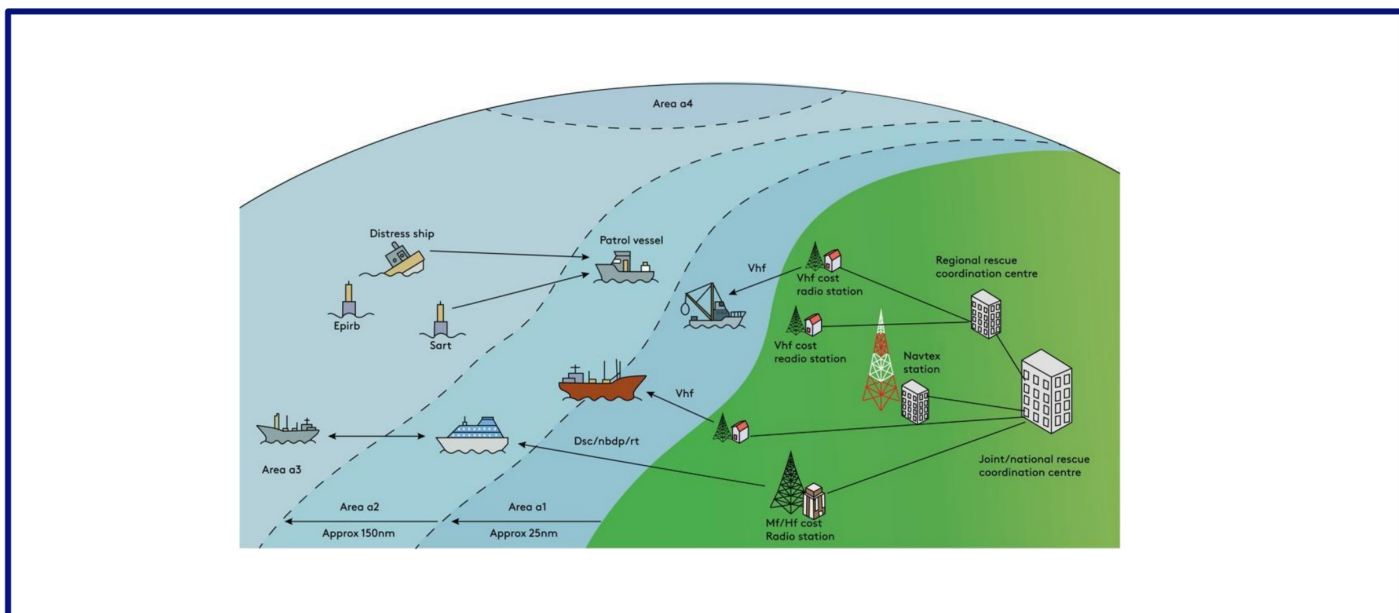 Area a4
Distress ship
Patrol vessel
Epirb
Sart
Vhf
Vhf cost
radio station
Regional rescue
coordination centre
Vhf cost
readio station
Navtex
station
Vhf
Dsc/nbdp/rt
Area a3
Joint/national rescue
coordination centre
Area a2
Approx 150nm
Area a1
Approx 25nm
Mf/Hf cost
Radio station